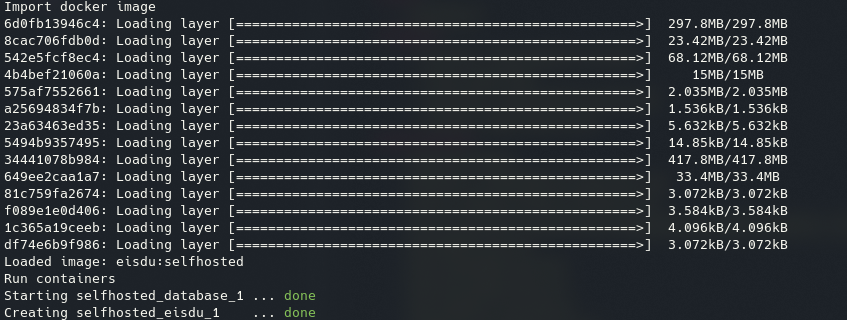 Import docker image
6d0fb13946c4: Loading layer [==================================================>]  297.8MB/297.8MB
8cac706fdb0d: Loading layer [==================================================>]  23.42MB/23.42MB
542e5fcf8ec4: Loading layer [==================================================>]  68.12MB/68.12MB
4b4bef21060a: Loading layer [==================================================>]     15MB/15MB
575af7552661: Loading layer [==================================================>]  2.035MB/2.035MB
a25694834f7b: Loading layer [==================================================>]  1.536kB/1.536kB
23a63463ed35: Loading layer [==================================================>]  5.632kB/5.632kB
5494b9357495: Loading layer [==================================================>]  14.85kB/14.85kB
34441078b984: Loading layer [==================================================>]  417.8MB/417.8MB
649ee2caa1a7: Loading layer [==================================================>]   33.4MB/33.4MB
81c759fa2674: Loading layer [==================================================>]  3.072kB/3.072kB
f089e1e0d406: Loading layer [==================================================>]  3.584kB/3.584kB
1c365a19ceeb: Loading layer [==================================================>]  4.096kB/4.096kB
df74e6b9f986: Loading layer [==================================================>]  3.072kB/3.072kB
Loaded image: eisdu:selfhosted
Run containers
Starting selfhosted_database_1 ... done
Creating selfhosted_eisdu_1    ... done